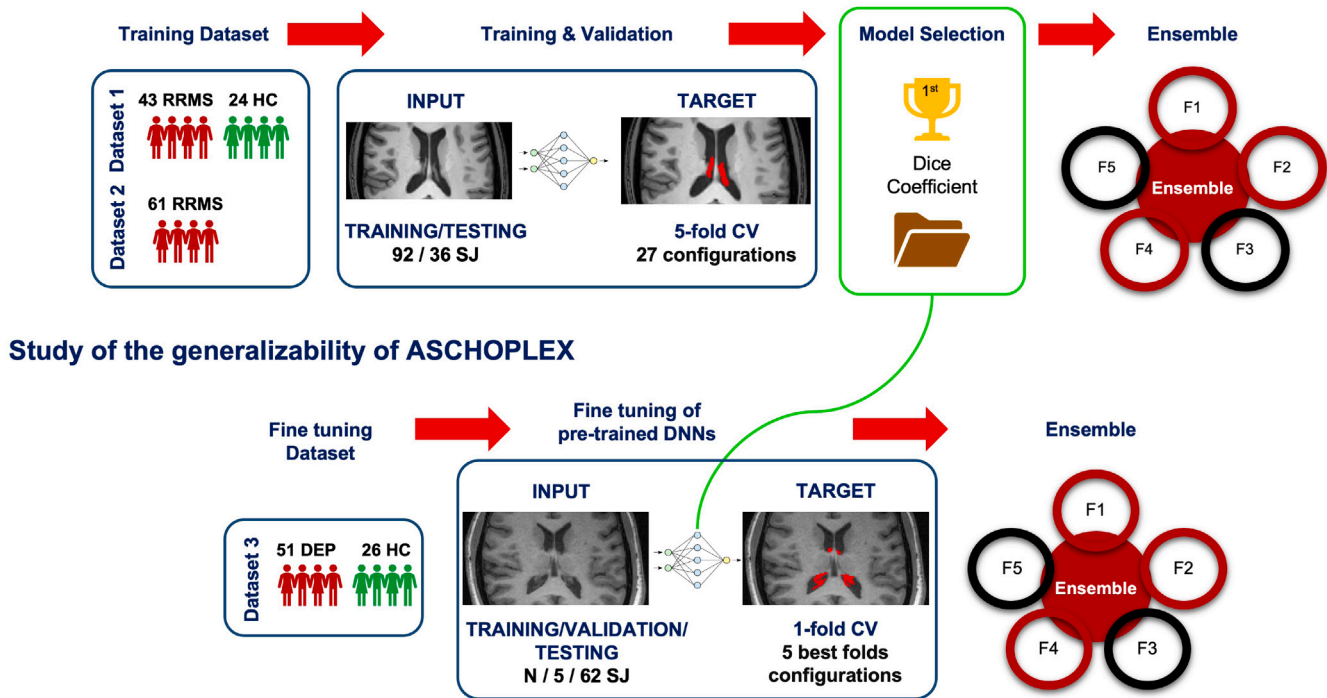 Training Dataset
Training & Validation
Model Selection
Ensemble
Dataset 1
43 RRMS
24 HC
Dataset 2
61 RRMS
INPUT
TARGET
TRAINING/TESTING
92 / 36 SJ
5-fold CV
27 configurations
1st
Dice
Coefficient
F1
F2
F3
F4
F5
Ensemble
Study of the generalizability of ASCHOPLEX
Fine tuning
Dataset
Fine tuning of
pre-trained DNNs
Ensemble
Dataset 3
51 DEP
26 HC
INPUT
TARGET
TRAINING/VALIDATION/
TESTING
N / 5 / 62 SJ
1-fold CV
5 best folds
configurations
F1
F2
F3
F4
F5
Ensemble